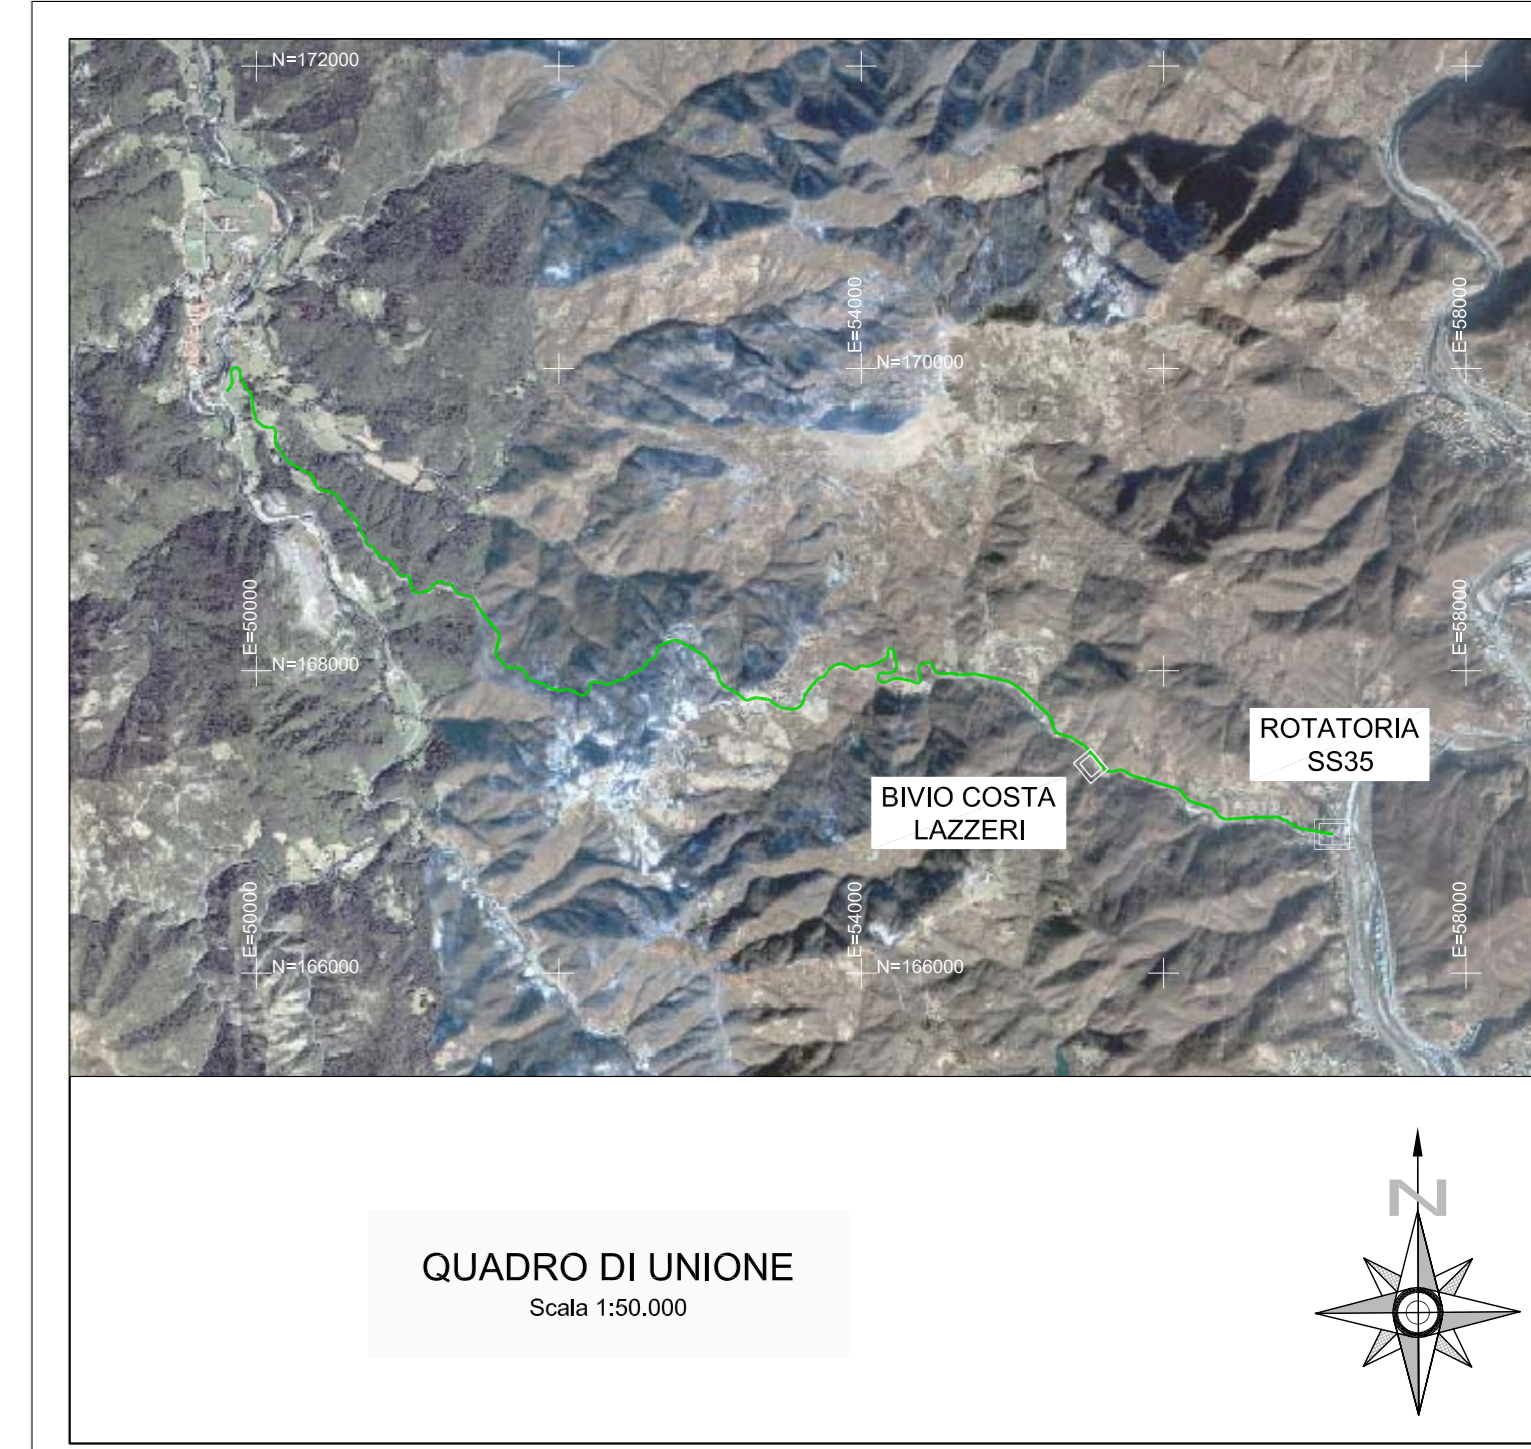 N=172000
E=54000
E=58000
N=170000
E=50000
E=58000
N=168000
ROTATORIA
SS35
BIVIO COSTA
LAZZERI
E=50000
E=54000
E=58000
N=166000
N=166000
QUADRO DI UNIONE
Scala 1:50.000
N